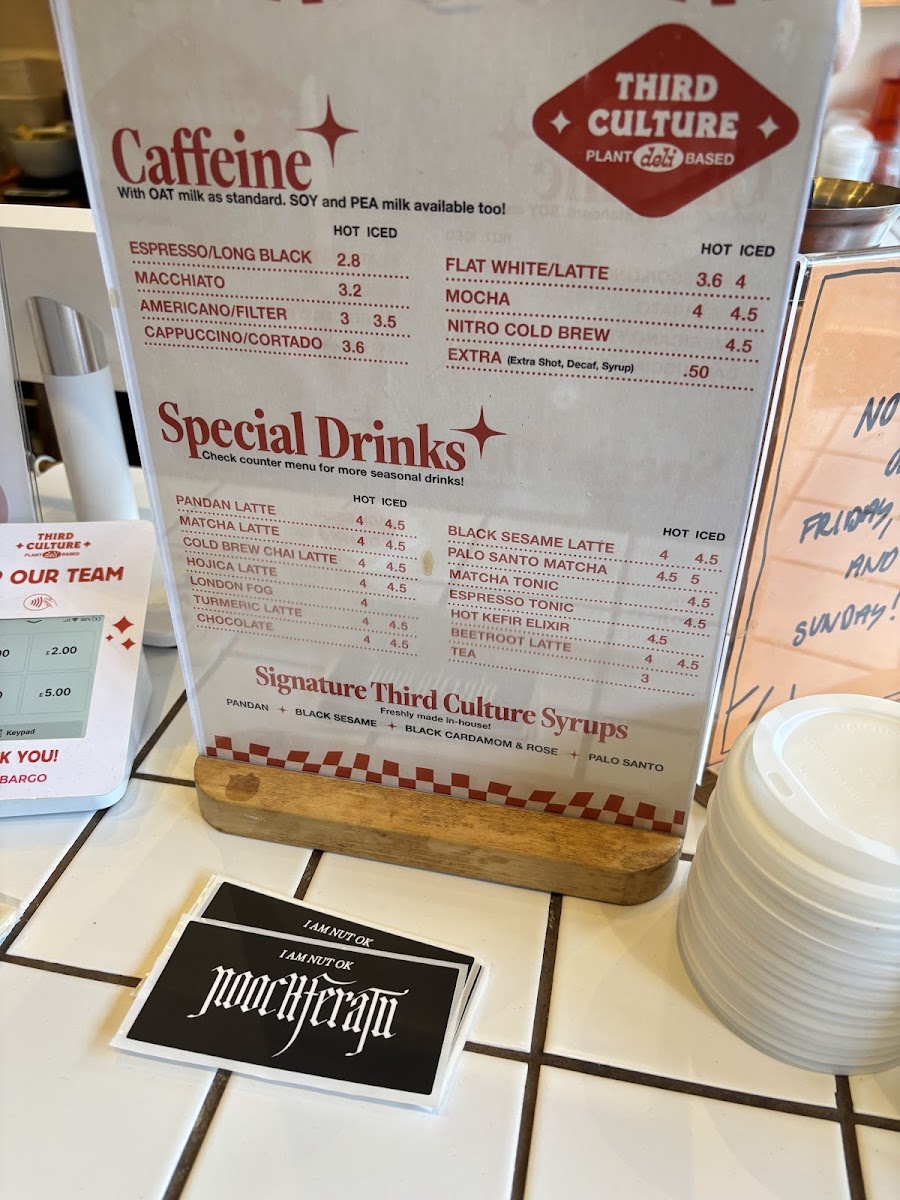 THIRD
CULTURE
PLANT deli BASED
Caffeine
With OAT milk as standard. SOY and PEA milk available too!
HOT ICED
ESPRESSO/LONG BLACK 2.8
MACCHIATO 3.2
AMERICANO/FILTER 3 3.5
CAPPUCCINO/CORTADO 3.6
HOT ICED
FLAT WHITE/LATTE 3.6 4
MOCHA 4 4.5
NITRO COLD BREW 4.5
EXTRA (Extra Shot, Decaf, Syrup) .50
Special Drinks
Check counter menu for more seasonal drinks!
HOT ICED
PANDAN LATTE 4 4.5
MATCHA LATTE 4 4.5
COLD BREW CHAI LATTE 4 4.5
HOJICA LATTE 4 4.5
LONDON FOG 4
TURMERIC LATTE 4 4.5
CHOCOLATE 4 4.5
HOT ICED
BLACK SESAME LATTE 4 4.5
PALO SANTO MATCHA 4.5 5
MATCHA TONIC 4.5
ESPRESSO TONIC 4.5
HOT KEFIR ELIXIR 4.5
BEETROOT LATTE 4 4.5
TEA 3
Signature Third Culture Syrups
Freshly made in-house!
PANDAN BLACK SESAME BLACK CARDAMOM & ROSE PALO SANTO
THIRD
CULTURE
PLANT deli BASED
OUR TEAM
£2.00
£5.00
Keypad
BARGO
NO
FRIDAY,
AND
SUNDAY!
I AM NUT OK
I AM NUT OK
NOOCHFERATU